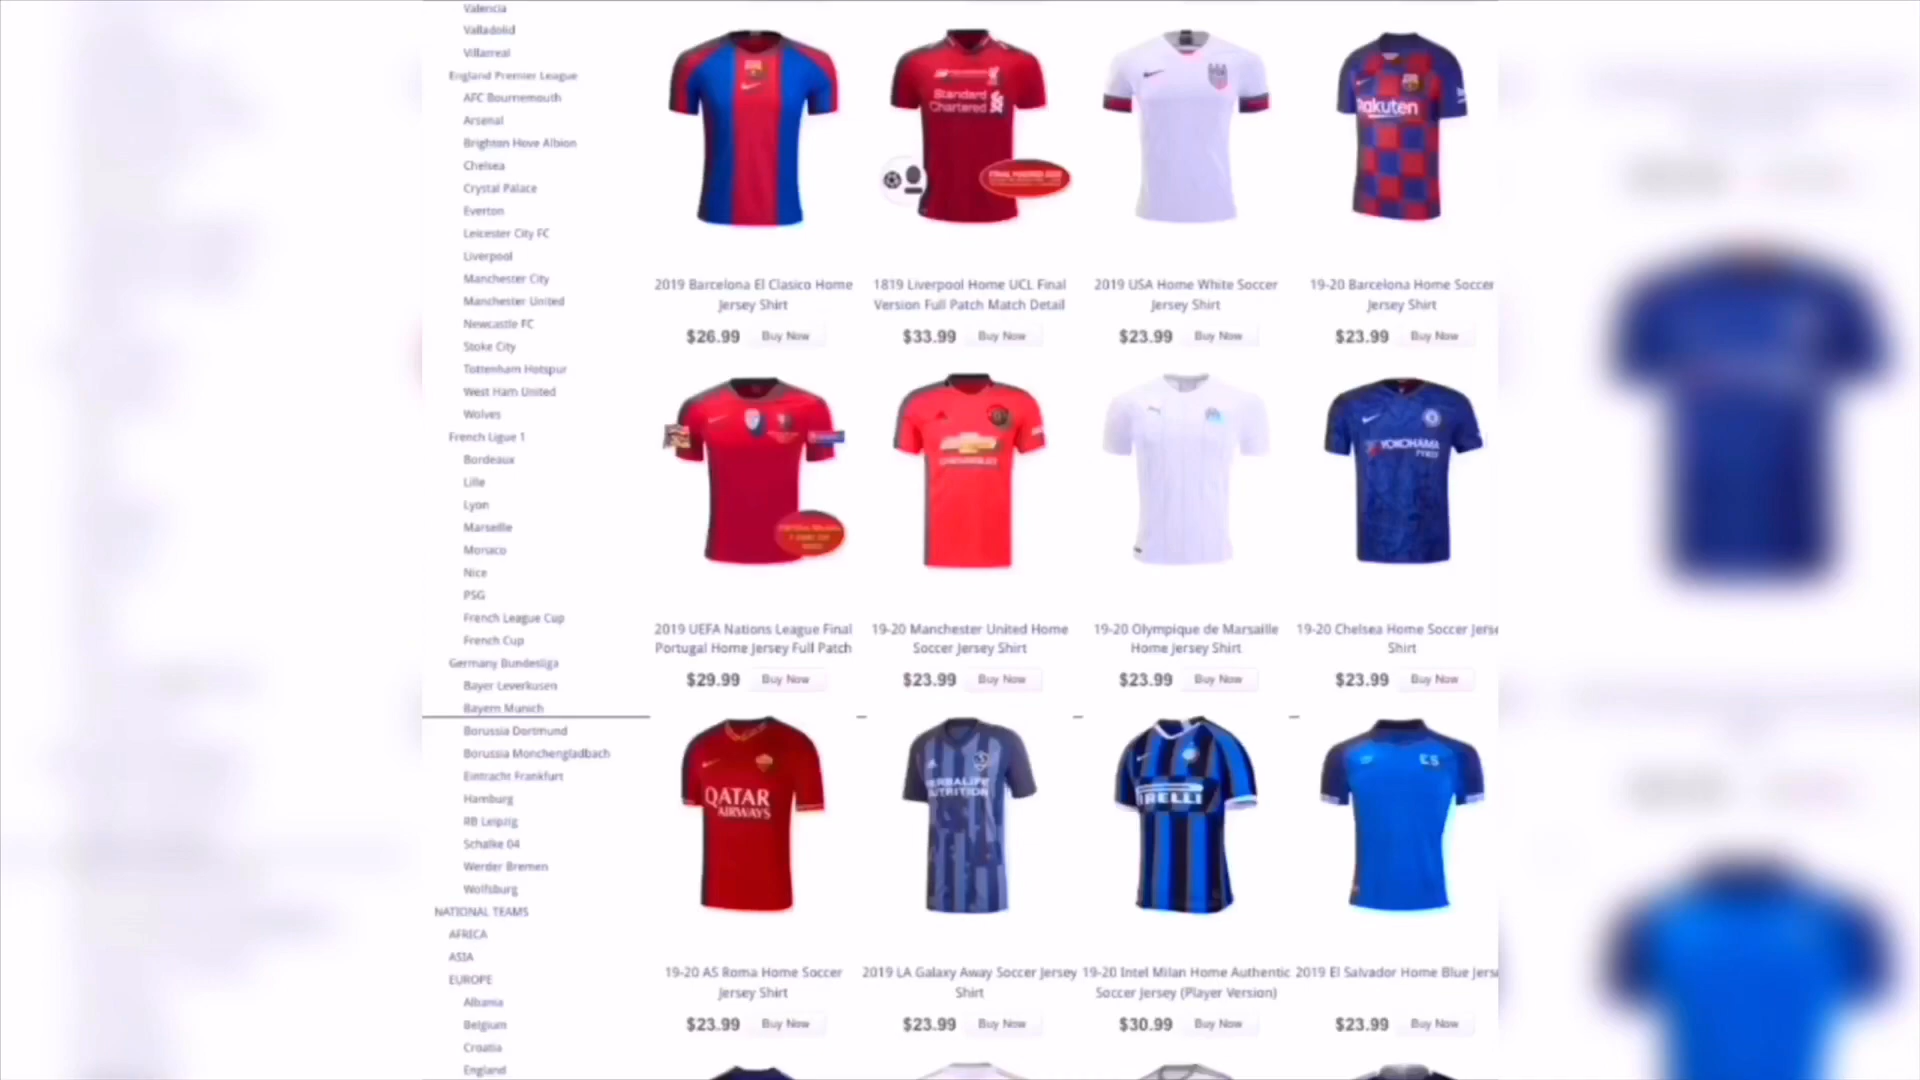 Valencia
Valladolid
Villarreal
England Premier League
AFC Bournemouth
Arsenal
Brighton Hove Albion
Chelsea
Crystal Palace
Everton
Leicester City FC
Liverpool
Manchester City
Manchester United
Newcastle FC
Stoke City
Tottenham Hotspur
West Ham United
Wolves
French Ligue 1
Bordeaux
Lille
Lyon
Marseille
Monaco
Nice
PSG
French League Cup
French Cup
Germany Bundesliga
Bayer Leverkusen
Bayern Munich
Borussia Dortmund
Borussia Monchengladbach
Eintracht Frankfurt
Hamburg
RB Leipzig
Schalke 04
Werder Bremen
Wolfsburg
NATIONAL TEAMS
AFRICA
ASIA
EUROPE
Albania
Belgium
Croatia
England
Standard
Chartered
Rakuten
2019 Barcelona El Clasico Home
Jersey Shirt
$26.99 Buy Now
1819 Liverpool Home UCL Final
Version Full Patch Match Detail
$33.99 Buy Now
2019 USA Home White Soccer
Jersey Shirt
$23.99 Buy Now
19-20 Barcelona Home Soccer
Jersey Shirt
$23.99 Buy Now
CHEVROLET
YOKOHAMA
TYRES
2019 UEFA Nations League Final
Portugal Home Jersey Full Patch
$29.99 Buy Now
19-20 Manchester United Home
Soccer Jersey Shirt
$23.99 Buy Now
19-20 Olympique de Marsaille
Home Jersey Shirt
$23.99 Buy Now
19-20 Chelsea Home Soccer Jerse
Shirt
$23.99 Buy Now
QATAR
AIRWAYS
HERBALIFE
NUTRITION
PIRELLI
ES
19-20 AS Roma Home Soccer
Jersey Shirt
$23.99 Buy Now
2019 LA Galaxy Away Soccer Jersey
Shirt
$23.99 Buy Now
19-20 Intel Milan Home Authentic
Soccer Jersey (Player Version)
$30.99 Buy Now
2019 El Salvador Home Blue Jerse
$23.99 Buy Now